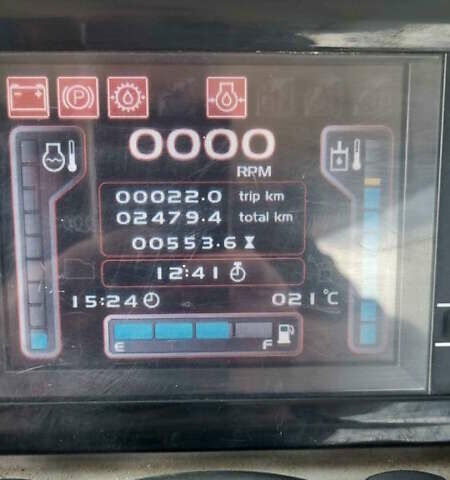 P
0000
RPM
00022.0 trip km
02479.4 total km
00553.6
12:41
15:24 021°C
E F